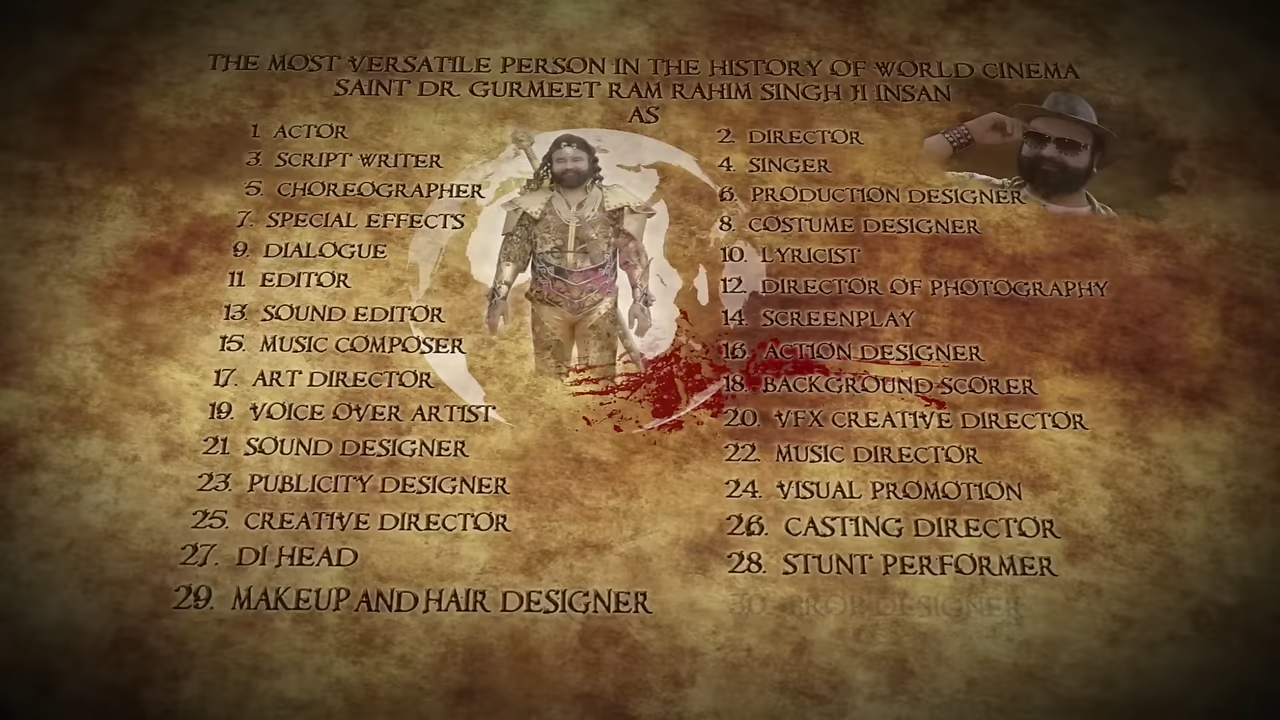 THE MOST VERSATILE PERSON IN THE HISTORY OF WORLD CINEMA
SAINT DR. GURMEET RAM RAHIM SINGH JI INSAN
AS
1. ACTOR
2. DIRECTOR
3. SCRIPT WRITER
4. SINGER
5. CHOREOGRAPHER
6. PRODUCTION DESIGNER
7. SPECIAL EFFECTS
8. COSTUME DESIGNER
9. DIALOGUE
10. LYRICIST
11. EDITOR
12. DIRECTOR OF PHOTOGRAPHY
13. SOUND EDITOR
14. SCREENPLAY
15. MUSIC COMPOSER
16. ACTION DESIGNER
17. ART DIRECTOR
18. BACKGROUND SCORER
19. VOICE OVER ARTIST
20. VFX CREATIVE DIRECTOR
21. SOUND DESIGNER
22. MUSIC DIRECTOR
23. PUBLICITY DESIGNER
24. VISUAL PROMOTION
25. CREATIVE DIRECTOR
26. CASTING DIRECTOR
27. DI HEAD
28. STUNT PERFORMER
29. MAKEUP AND HAIR DESIGNER
30. PROP DESIGNER